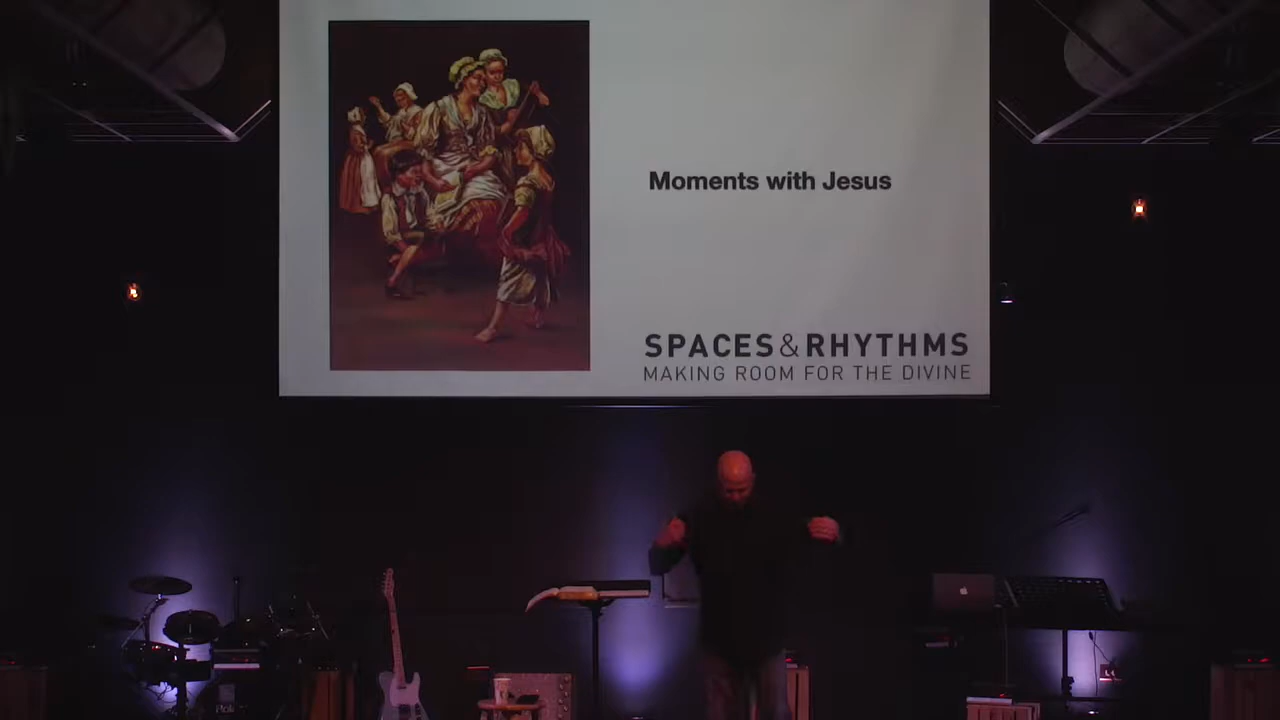 Moments with Jesus
SPACES & RHYTHMS
MAKING ROOM FOR THE DIVINE